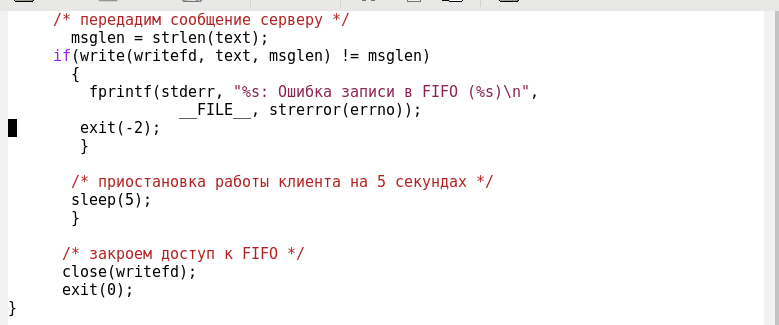 /* передадим сообщение серверу */
msglen = strlen(text);
if(write(writefd, text, msglen) != msglen)
{
fprintf(stderr, "%s: Ошибка записи в FIFO (%s)\n",
__FILE__, strerror(errno));
exit(-2);
}
/* приостановка работы клиента на 5 секундах */
sleep(5);
}
/* закроем доступ к FIFO */
close(writefd);
exit(0);
}